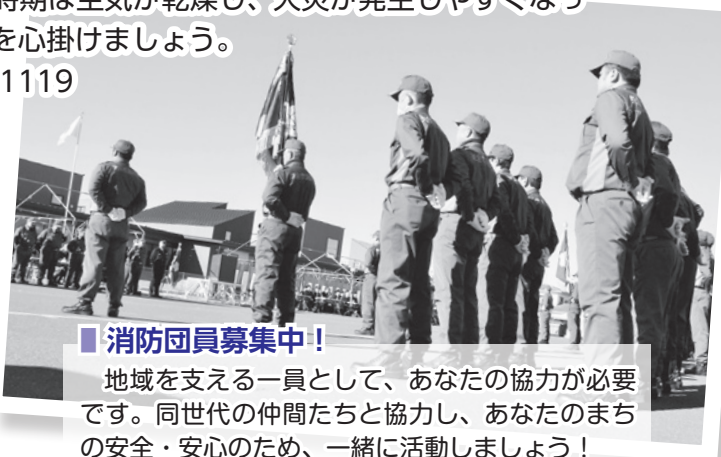 時期は空気が乾燥し、火災が発生しやすくなっ
を心掛けましょう。
1119
■消防団員募集中！
地域を支える一員として、あなたの協力が必要
です。同世代の仲間たちと協力し、あなたのまち
の安全・安心のため、一緒に活動しましょう！